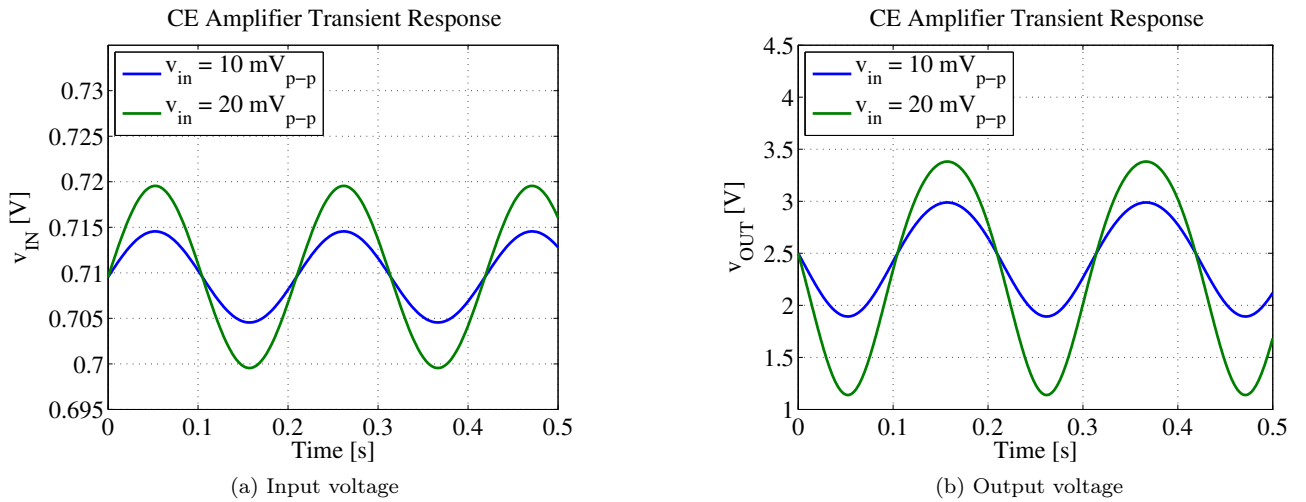 CE Amplifier Transient Response
v_in = 10 mV_p−p
v_in = 20 mV_p−p
0.73
0.725
0.72
0.715
0.71
0.705
0.7
0.695
v_IN [V]
0 0.1 0.2 0.3 0.4 0.5
Time [s]
(a) Input voltage
CE Amplifier Transient Response
v_in = 10 mV_p−p
v_in = 20 mV_p−p
4.5
4
3.5
3
2.5
2
1.5
1
v_OUT [V]
0 0.1 0.2 0.3 0.4 0.5
Time [s]
(b) Output voltage